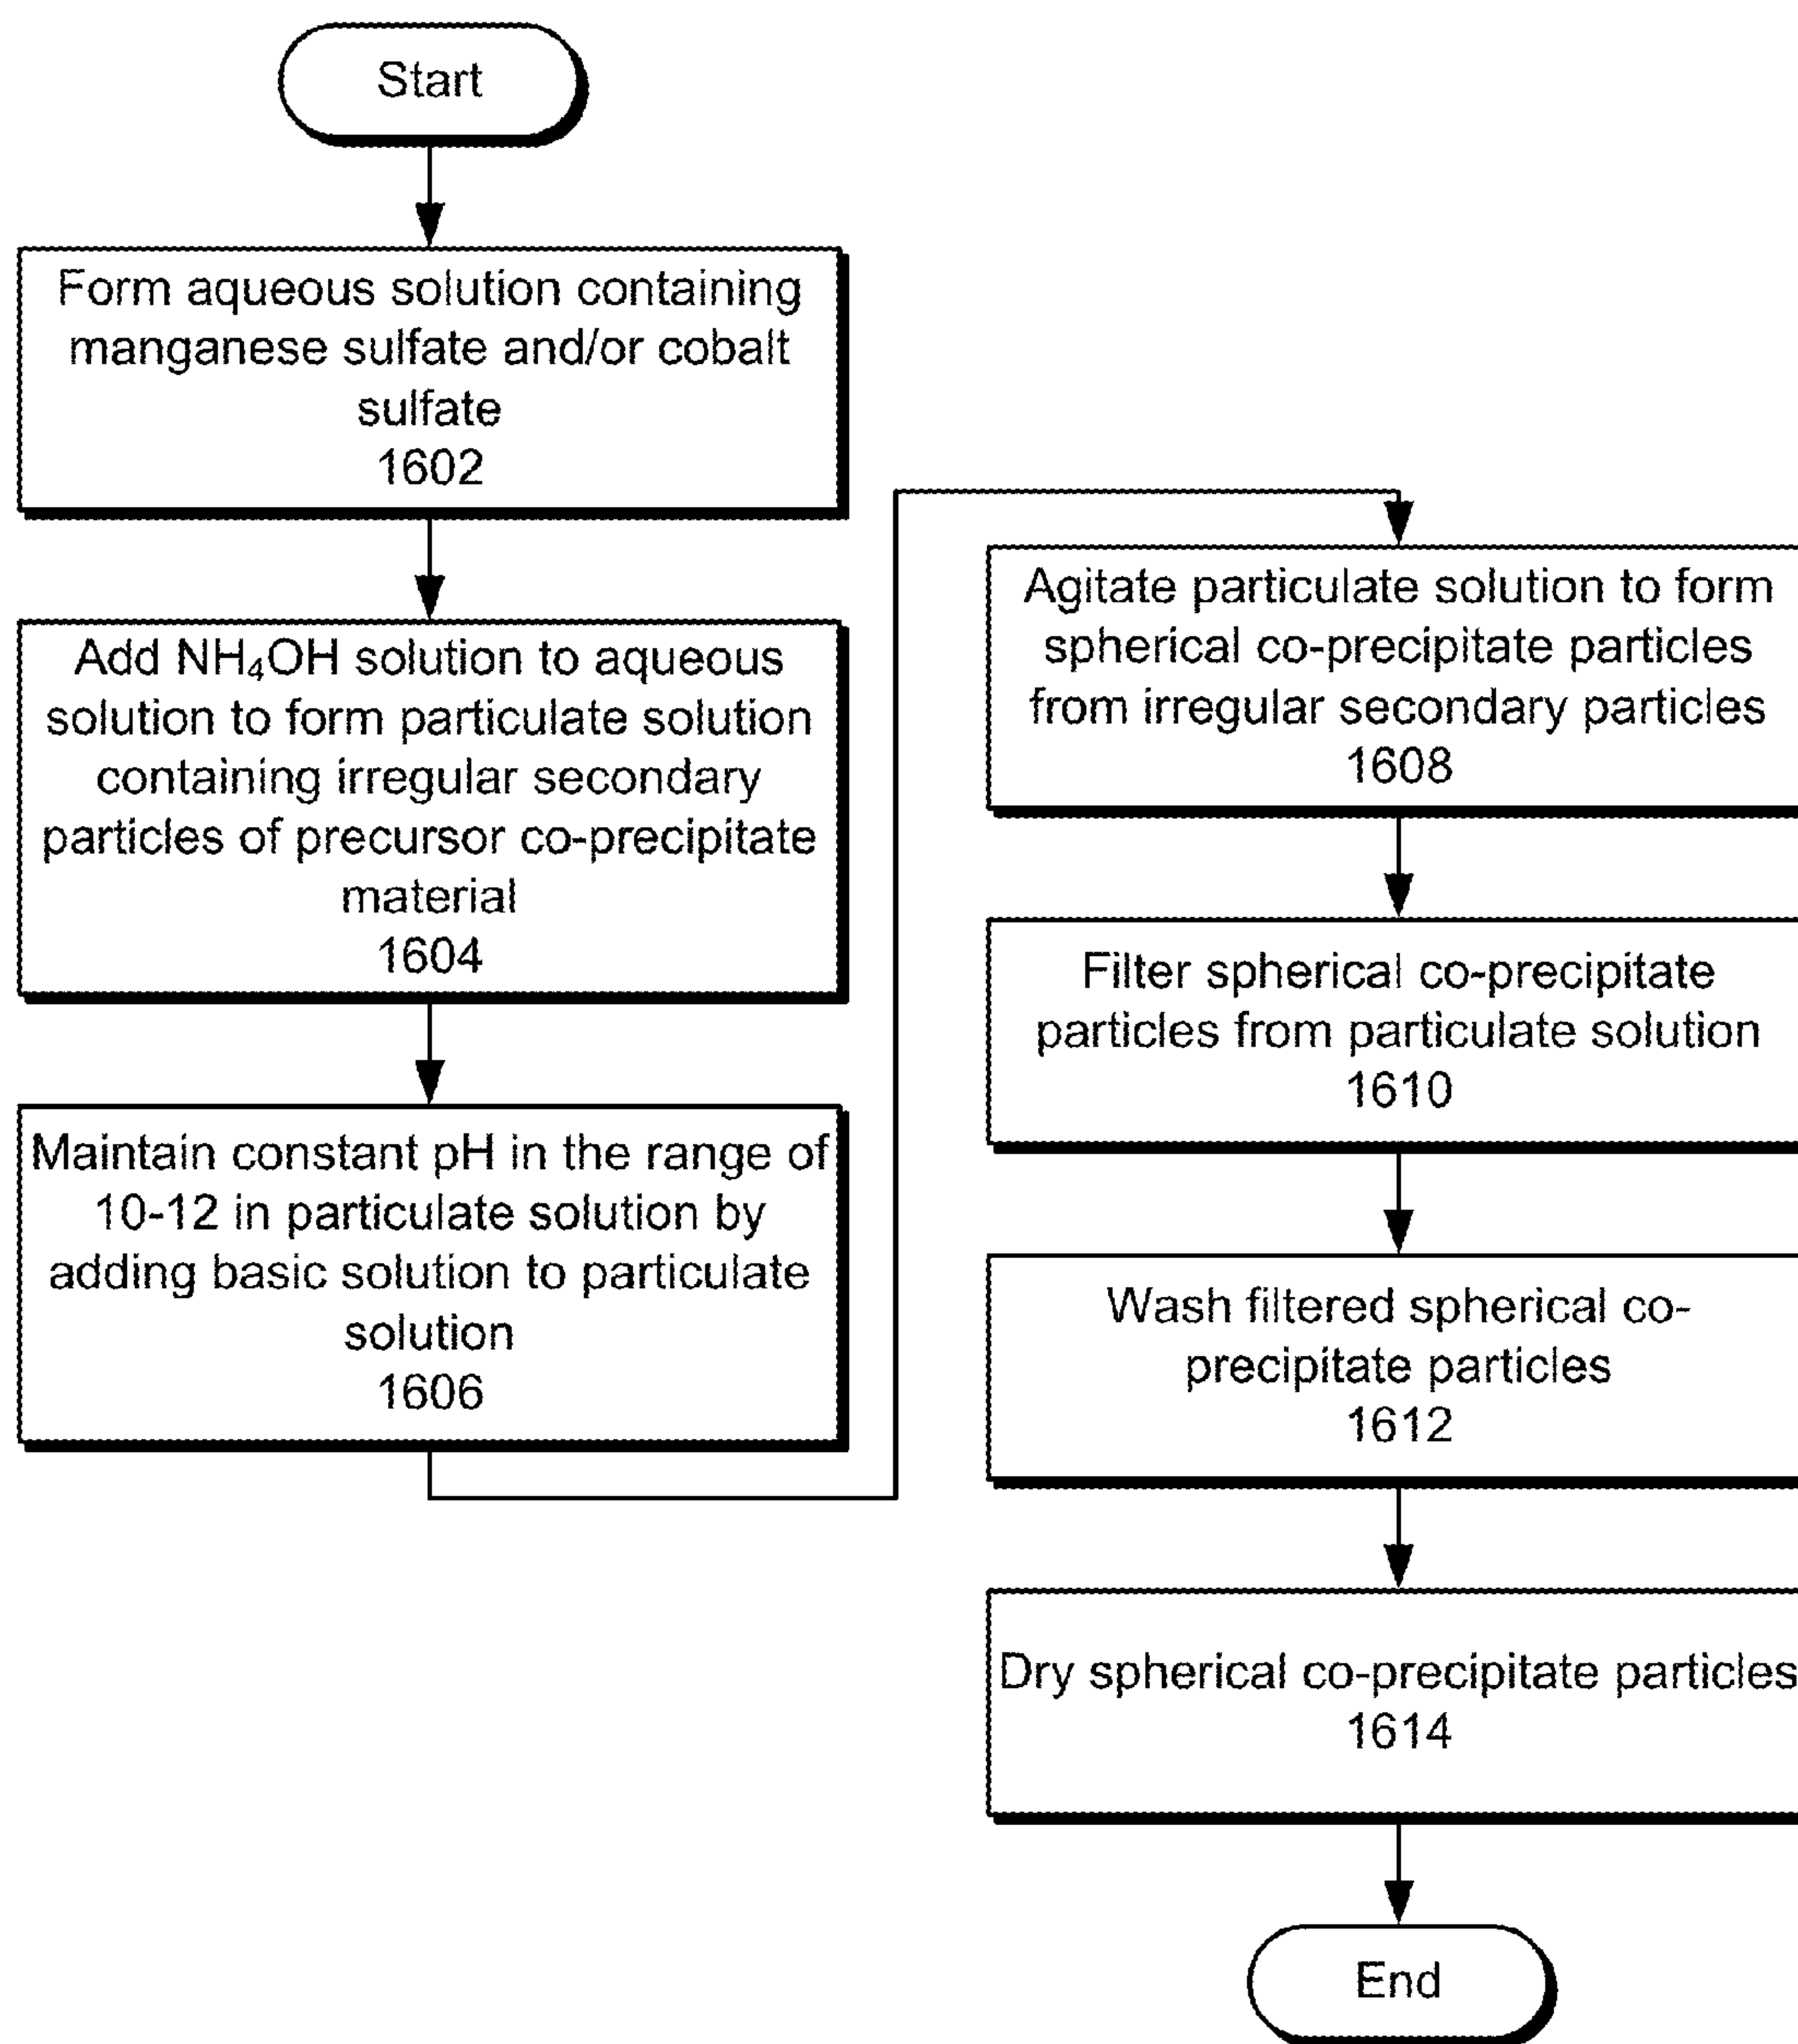 Start
Form aqueous solution containing
manganese sulfate and/or cobalt
sulfate
1602
Add NH₄OH solution to aqueous
solution to form particulate solution
containing irregular secondary
particles of precursor co-precipitate
material
1604
Maintain constant pH in the range of
10-12 in particulate solution by
adding basic solution to particulate
solution
1606
Agitate particulate solution to form
spherical co-precipitate particles
from irregular secondary particles
1608
Filter spherical co-precipitate
particles from particulate solution
1610
Wash filtered spherical co-
precipitate particles
1612
Dry spherical co-precipitate particles
1614
End